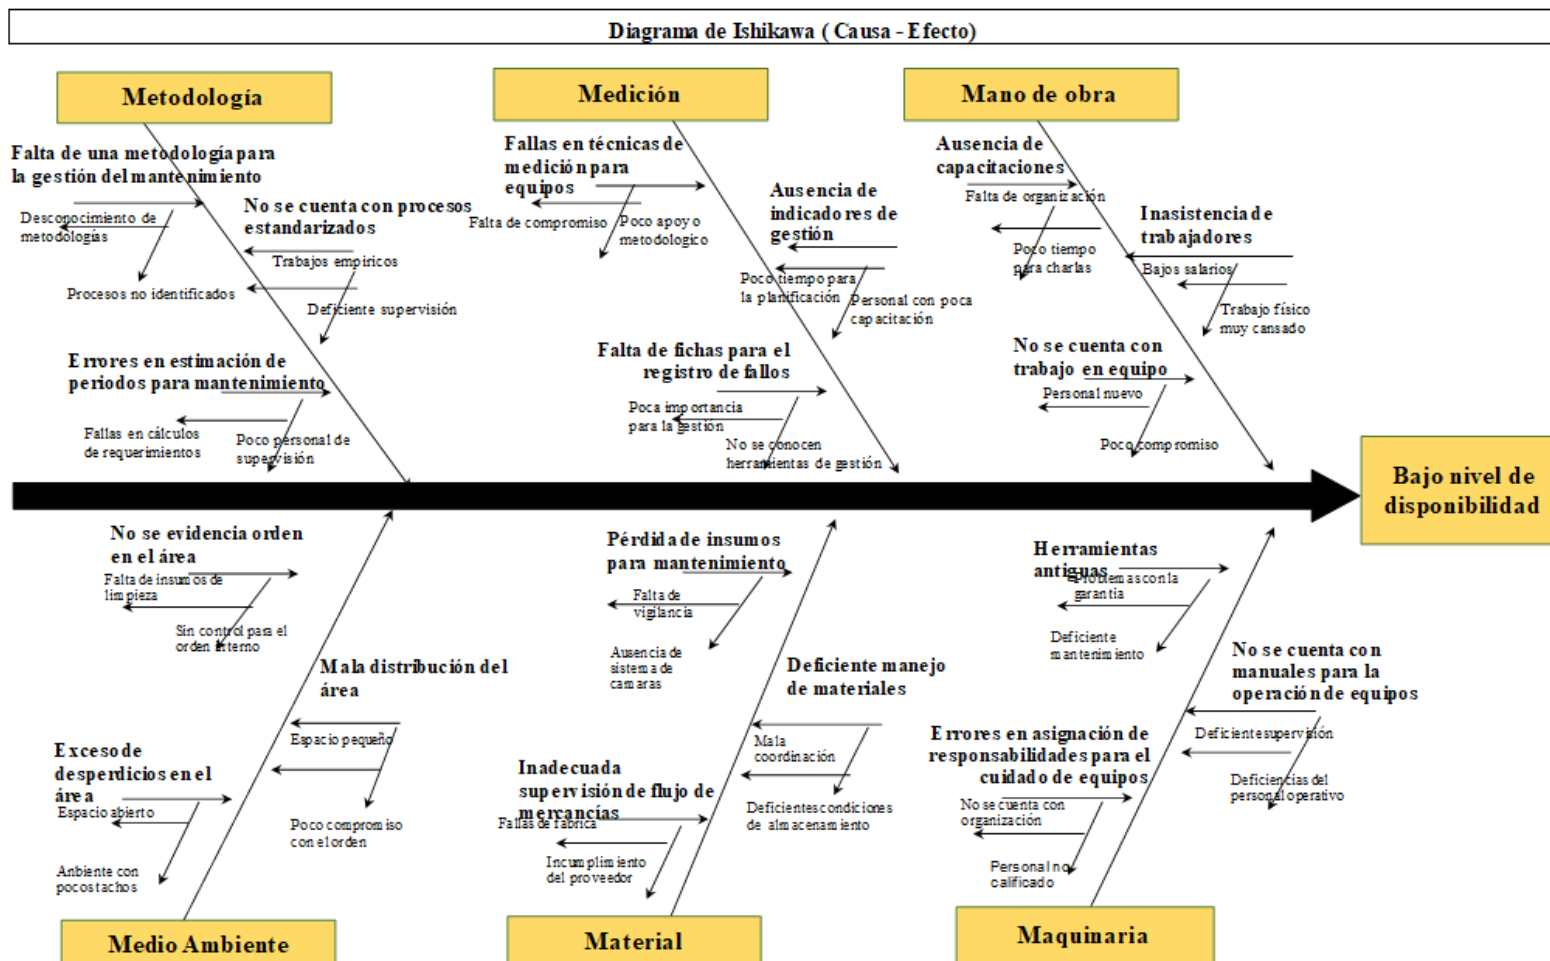 Diagrama de Ishikawa ( Causa - Efecto)
Metodología
Medición
Mano de obra
Falta de una metodología para
la gestión del mantenimiento
Desconocimiento de
metodologías
Procesos no identificados
No se cuenta con procesos
estandarizados
Trabajos empíricos
Deficiente supervisión
Errores en estimación de
periodos para mantenimiento
Fallas en cálculos
de requerimientos
Poco personal de
supervisión
Fallas en técnicas de
medición para
equipos
Falta de compromiso
Poco apoyo
metodologico
Ausencia de
indicadores de
gestión
Poco tiempo para
la planificación
Personal con poca
capacitación
Falta de fichas para el
registro de fallos
Poca importancia
para la gestión
No se conocen
herramientas de gestión
Ausencia de
capacitaciones
Falta de organización
Poco tiempo
para charlas
Inasistencia de
trabajadores
Bajos salarios
Trabajo físico
muy cansado
No se cuenta con
trabajo en equipo
Personal nuevo
Poco compromiso
Bajo nivel de
disponibilidad
No se evidencia orden
en el área
Falta de insumos de
limpieza
Sin control para el
orden interno
Mala distribución del
área
Espacio pequeño
Poco compromiso
con el orden
Exceso de
desperdicios en el
área
Espacio abierto
Anbiente con
pocos tachos
Pérdida de insumos
para mantenimiento
Falta de
vigilancia
Ausencia de
sistema de
camaras
Deficiente manejo
de materiales
Mala
coordinación
Deficientes condiciones
de almacenamiento
Inadecuada
supervisión de flujo de
mercancías
Fallas de fabrica
Incumplimiento
del proveedor
Herramientas
antiguas
Problemas con la
garantia
Deficiente
mantenimiento
No se cuenta con
manuales para la
operación de equipos
Deficiente supervisión
Deficiencias del
personal operativo
Errores en asignación de
responsabilidades para el
cuidado de equipos
No se cuenta con
organización
Personal no
calificado
Medio Ambiente
Material
Maquinaria